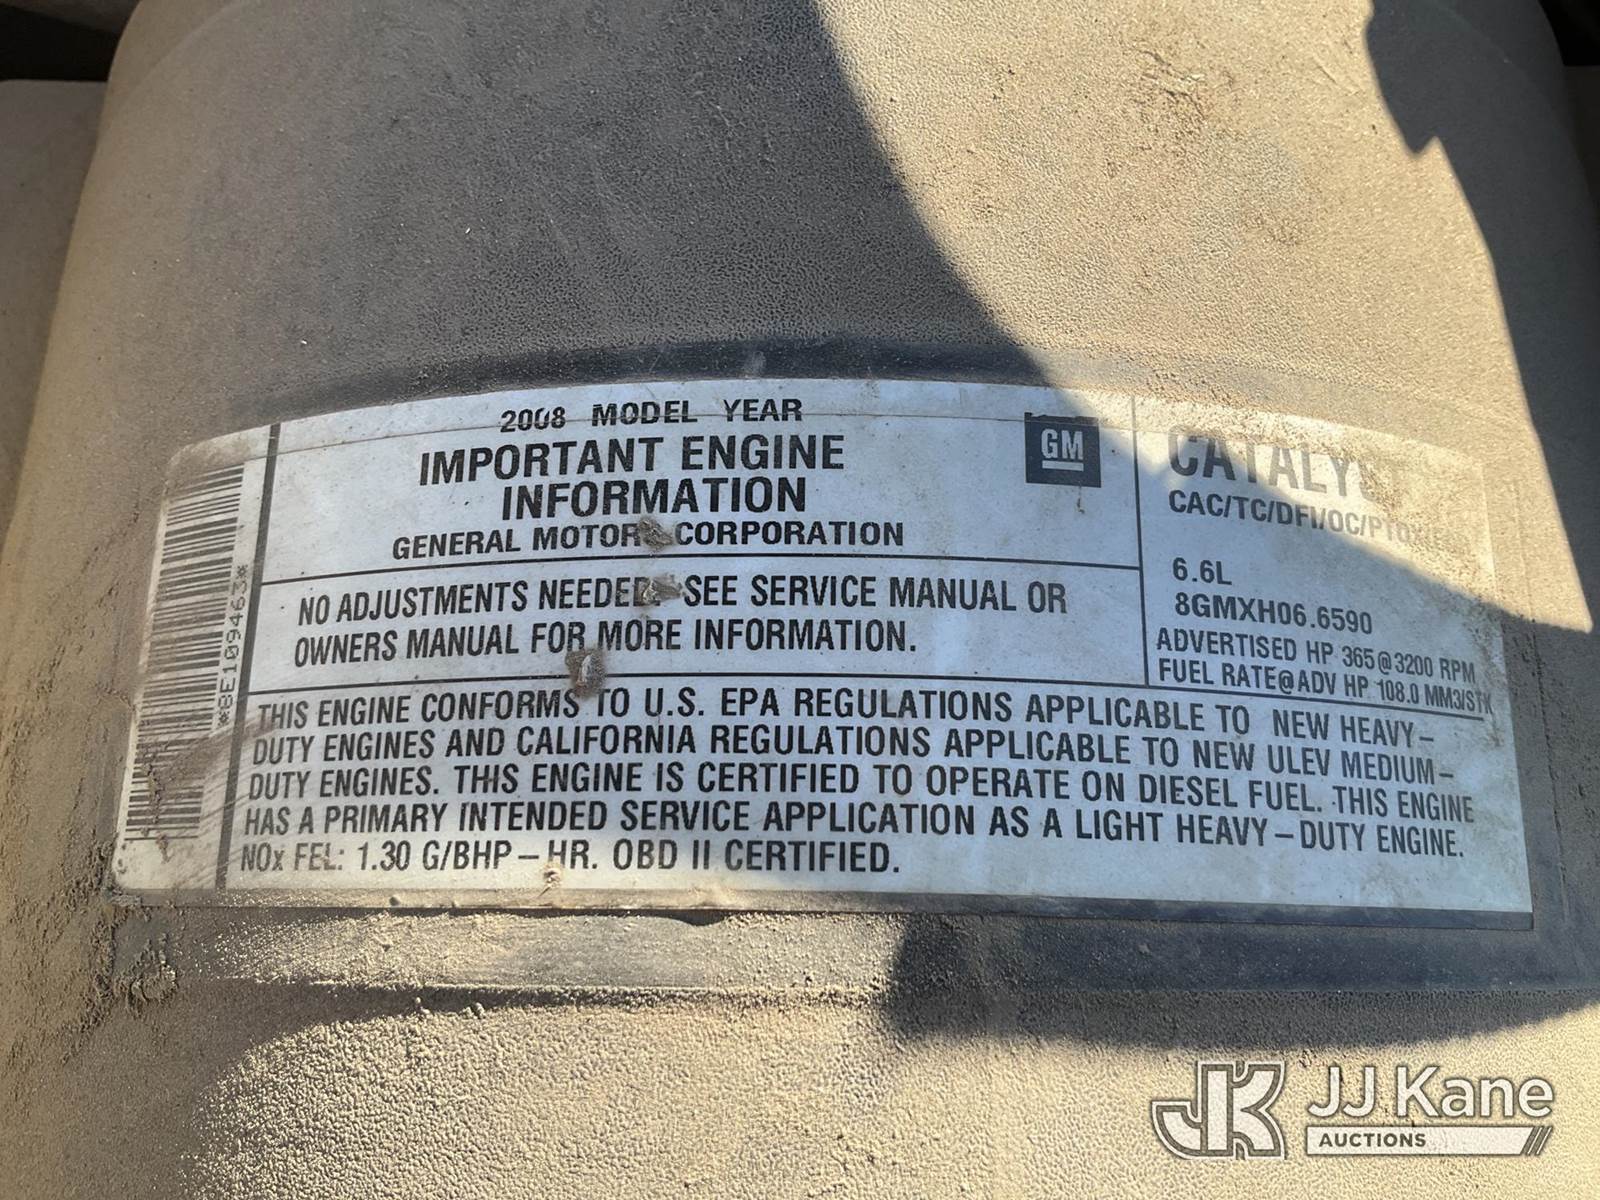 2008 MODEL YEAR
IMPORTANT ENGINE
INFORMATION
GENERAL MOTORS CORPORATION
GM
NO ADJUSTMENTS NEEDED. SEE SERVICE MANUAL OR
OWNERS MANUAL FOR MORE INFORMATION.
CATALYST
CAC/TC/DFI/OC/
6.6L
8GMXH06.6590
ADVERTISED HP 365@3200 RPM
FUEL RATE@ADV HP 108.0 MM3/STK
THIS ENGINE CONFORMS TO U.S. EPA REGULATIONS APPLICABLE TO NEW HEAVY–
DUTY ENGINES AND CALIFORNIA REGULATIONS APPLICABLE TO NEW ULEV MEDIUM–
DUTY ENGINES. THIS ENGINE IS CERTIFIED TO OPERATE ON DIESEL FUEL. THIS ENGINE
HAS A PRIMARY INTENDED SERVICE APPLICATION AS A LIGHT HEAVY–DUTY ENGINE.
NOx FEL: 1.30 G/BHP–HR. OBD II CERTIFIED.
*BE109463*
JK JJ Kane
AUCTIONS